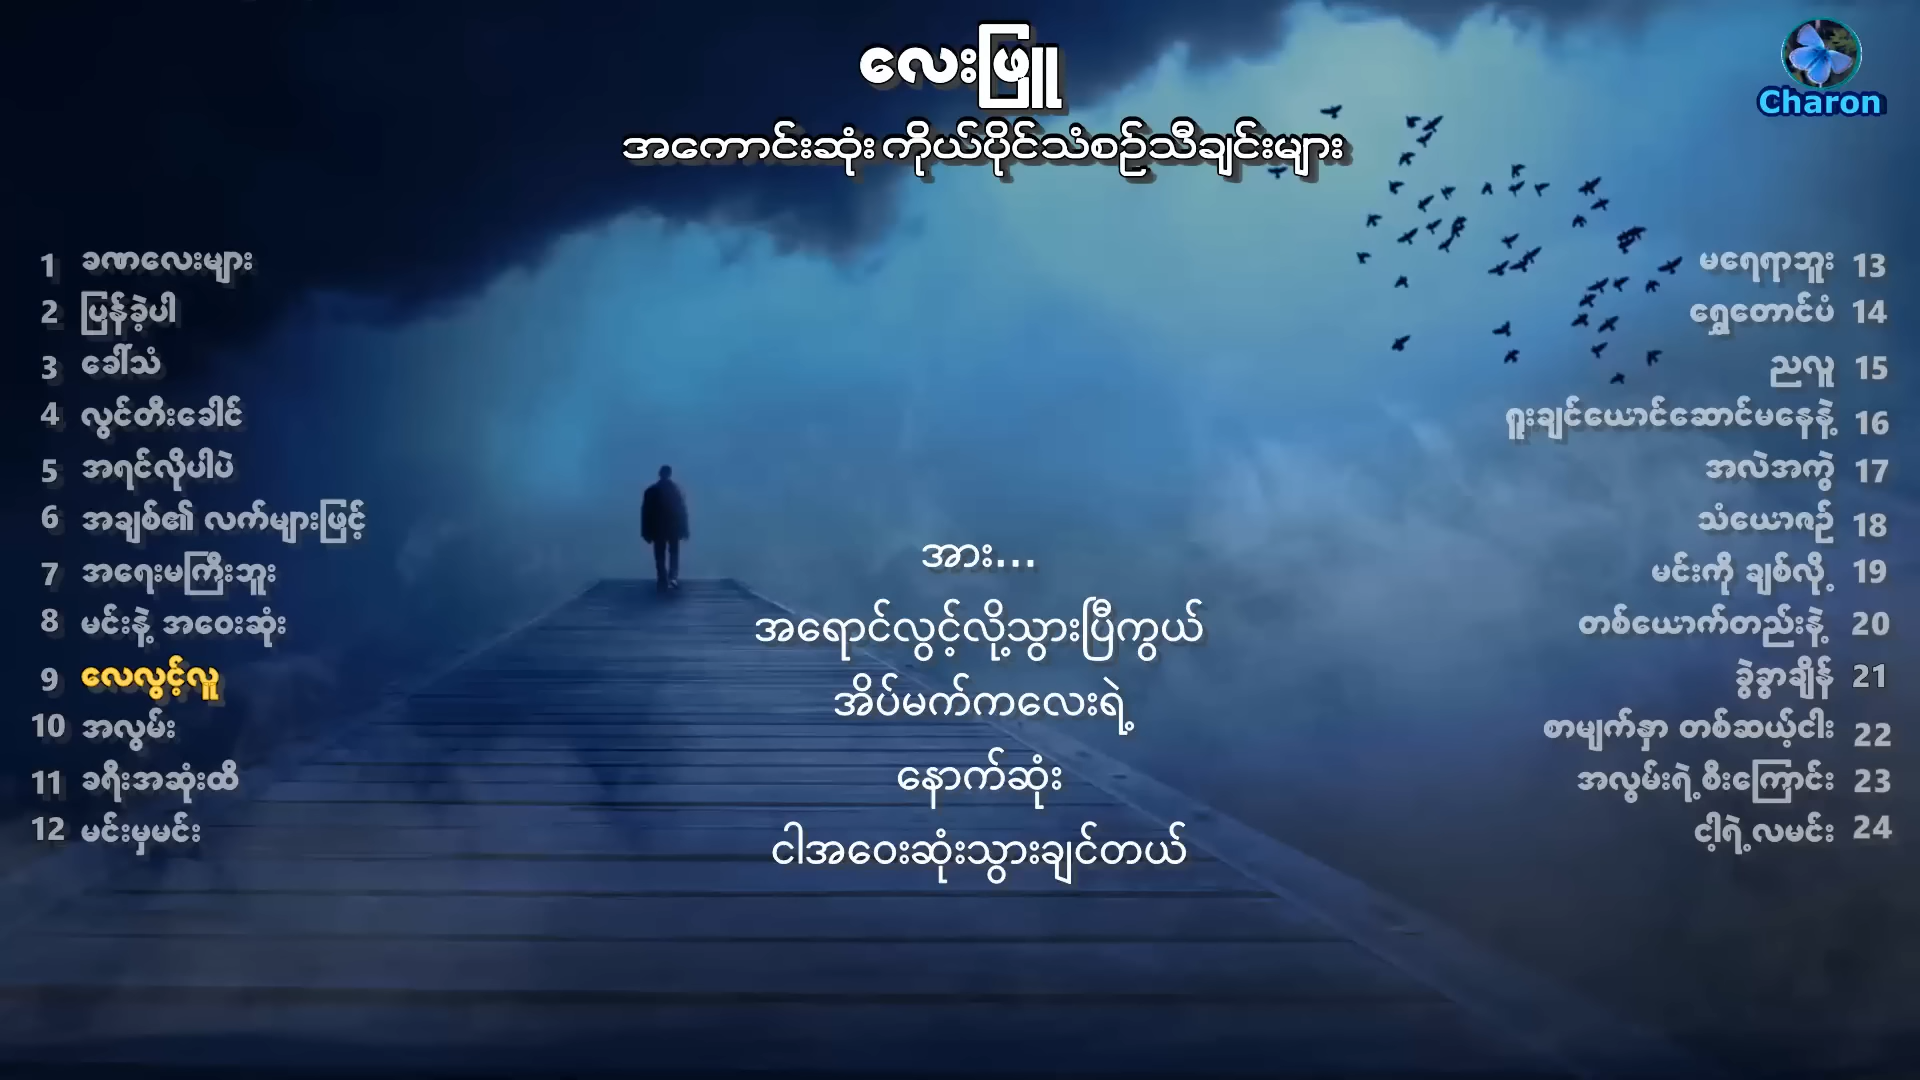 လေးဖြူ
အကောင်းဆုံး ကိုယ်ပိုင်သံစဉ်သီချင်းများ
Charon
1 ခဏလေးများ
2 ပြန်ခဲ့ပါ
3 ခေါ်သံ
4 လွင်တီးခေါင်
5 အရင်လိုပါပဲ
6 အချစ်၏ လက်များဖြင့်
7 အရေးမကြီးဘူး
8 မင်းနဲ့ အဝေးဆုံး
9 လေလွင့်လူ
10 အလွမ်း
11 ခရီးအဆုံးထိ
12 မင်းမှမင်း
အား...
အရောင်လွင့်လို့သွားပြီကွယ်
အိပ်မက်ကလေးရဲ့
နောက်ဆုံး
ငါအဝေးဆုံးသွားချင်တယ်
မရေရာဘူး 13
ရွှေတောင်ပံ 14
ညလူ 15
ရူးချင်ယောင်ဆောင်မနေနဲ့ 16
အလဲအကွဲ 17
သံယောဇဉ် 18
မင်းကို ချစ်လို့ 19
တစ်ယောက်တည်းနဲ့ 20
ခွဲခွာချိန် 21
စာမျက်နှာ တစ်ဆယ့်ငါး 22
အလွမ်းရဲ့စီးကြောင်း 23
ငါ့ရဲ့လမင်း 24